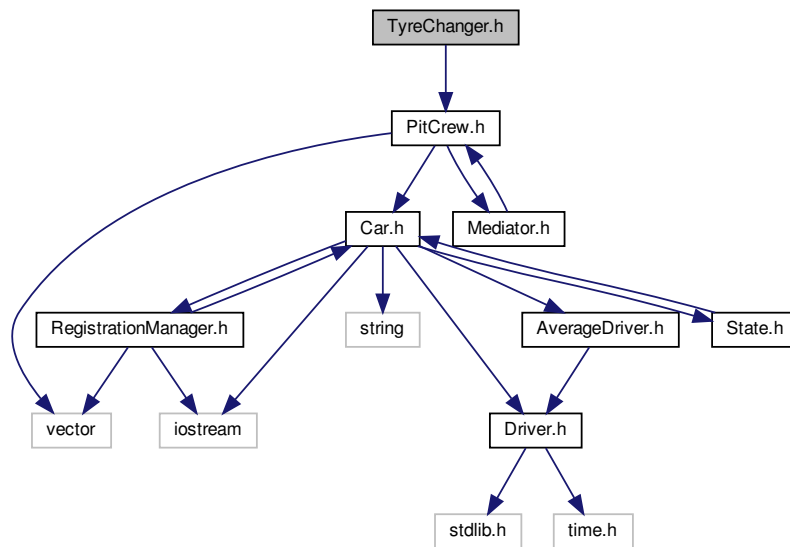 TyreChanger.h
PitCrew.h
Car.h
Mediator.h
RegistrationManager.h
string
AverageDriver.h
State.h
vector
iostream
Driver.h
stdlib.h
time.h